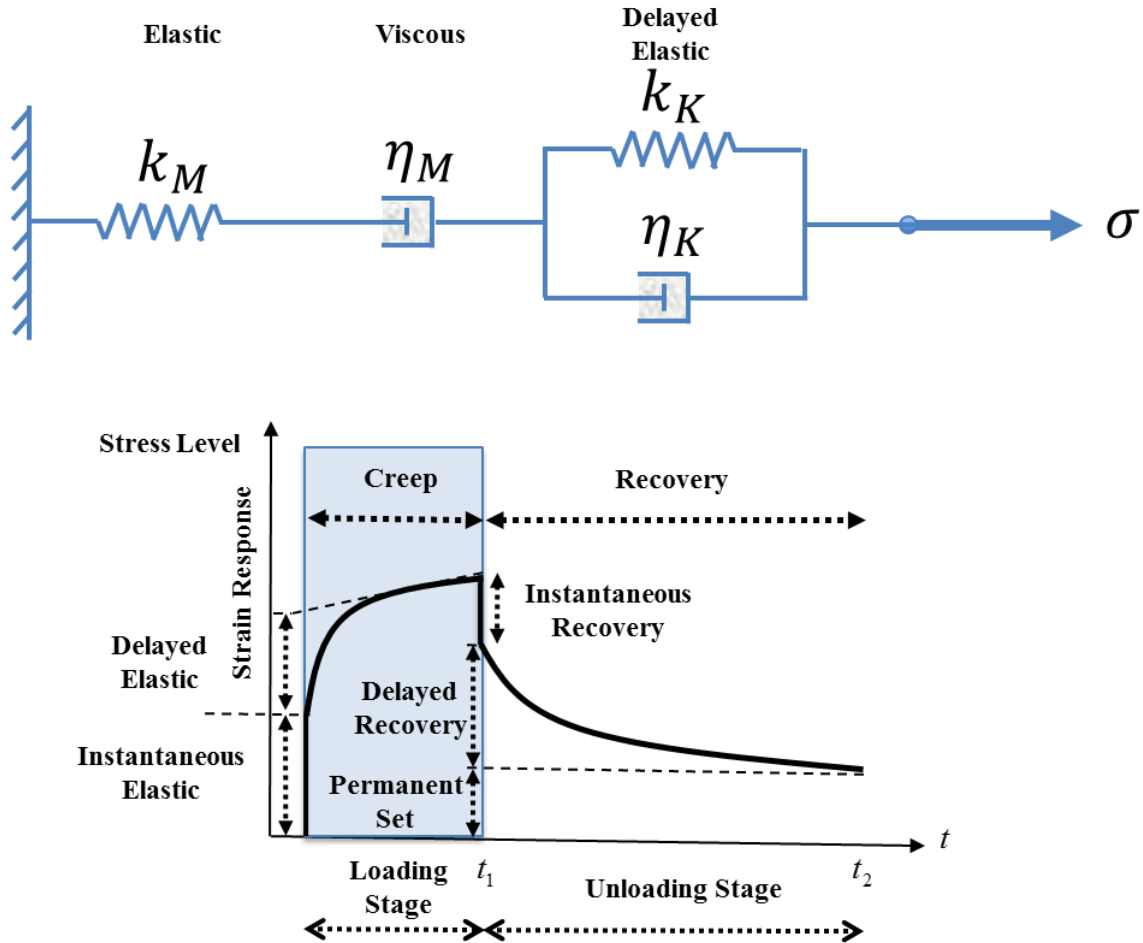 Elastic
Viscous
Delayed
Elastic
k_M
η_M
k_K
η_K
σ
Stress Level
Strain Response
Creep
Recovery
Instantaneous
Recovery
Delayed
Elastic
Delayed
Recovery
Instantaneous
Elastic
Permanent
Set
t
Loading
Stage
t_1
Unloading Stage
t_2